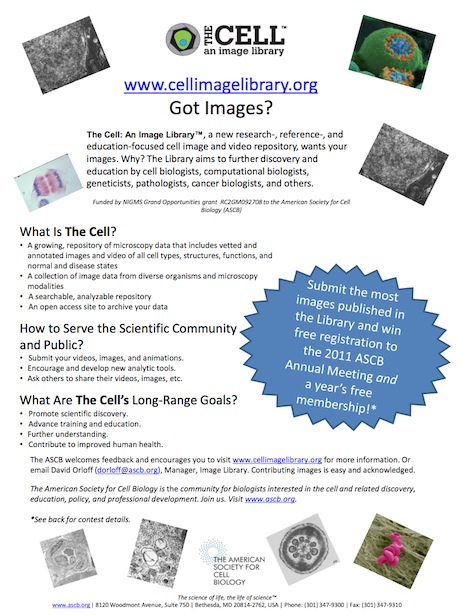 THE CELL™
an image library
www.cellimagelibrary.org
Got Images?
The Cell: An Image Library™, a new research-, reference-, and
education-focused cell image and video repository, wants your
images. Why? The Library aims to further discovery and
education by cell biologists, computational biologists,
geneticists, pathologists, cancer biologists, and others.
Funded by NIGMS Grand Opportunities grant RC2GM092708 to the American Society for Cell
Biology (ASCB)
What Is The Cell?
• A growing, repository of microscopy data that includes vetted and
annotated images and video of all cell types, structures, functions, and
normal and disease states
• A collection of image data from diverse organisms and microscopy
modalities
• A searchable, analyzable repository
• An open access site to archive your data
How to Serve the Scientific Community
and Public?
• Submit your videos, images, and animations.
• Encourage and develop new analytic tools.
• Ask others to share their videos, images, etc.
What Are The Cell's Long-Range Goals?
• Promote scientific discovery.
• Advance training and education.
• Further understanding.
• Contribute to improved human health.
Submit the most
images published in
the Library and win
free registration to
the 2011 ASCB
Annual Meeting and
a year's free
membership!*
The ASCB welcomes feedback and encourages you to visit www.cellimagelibrary.org for more information. Or
email David Orloff (dorloff@ascb.org), Manager, Image Library. Contributing images is easy and acknowledged.
The American Society for Cell Biology is the community for biologists interested in the cell and related discovery,
education, policy, and professional development. Join us. Visit www.ascb.org.
*See back for contest details.
THE AMERICAN
SOCIETY FOR
CELL
BIOLOGY
The science of life, the life of science™
www.ascb.org | 8120 Woodmont Avenue, Suite 750 | Bethesda, MD 20814-2762, USA | Phone: (301) 347-9300 | Fax: (301) 347-9310